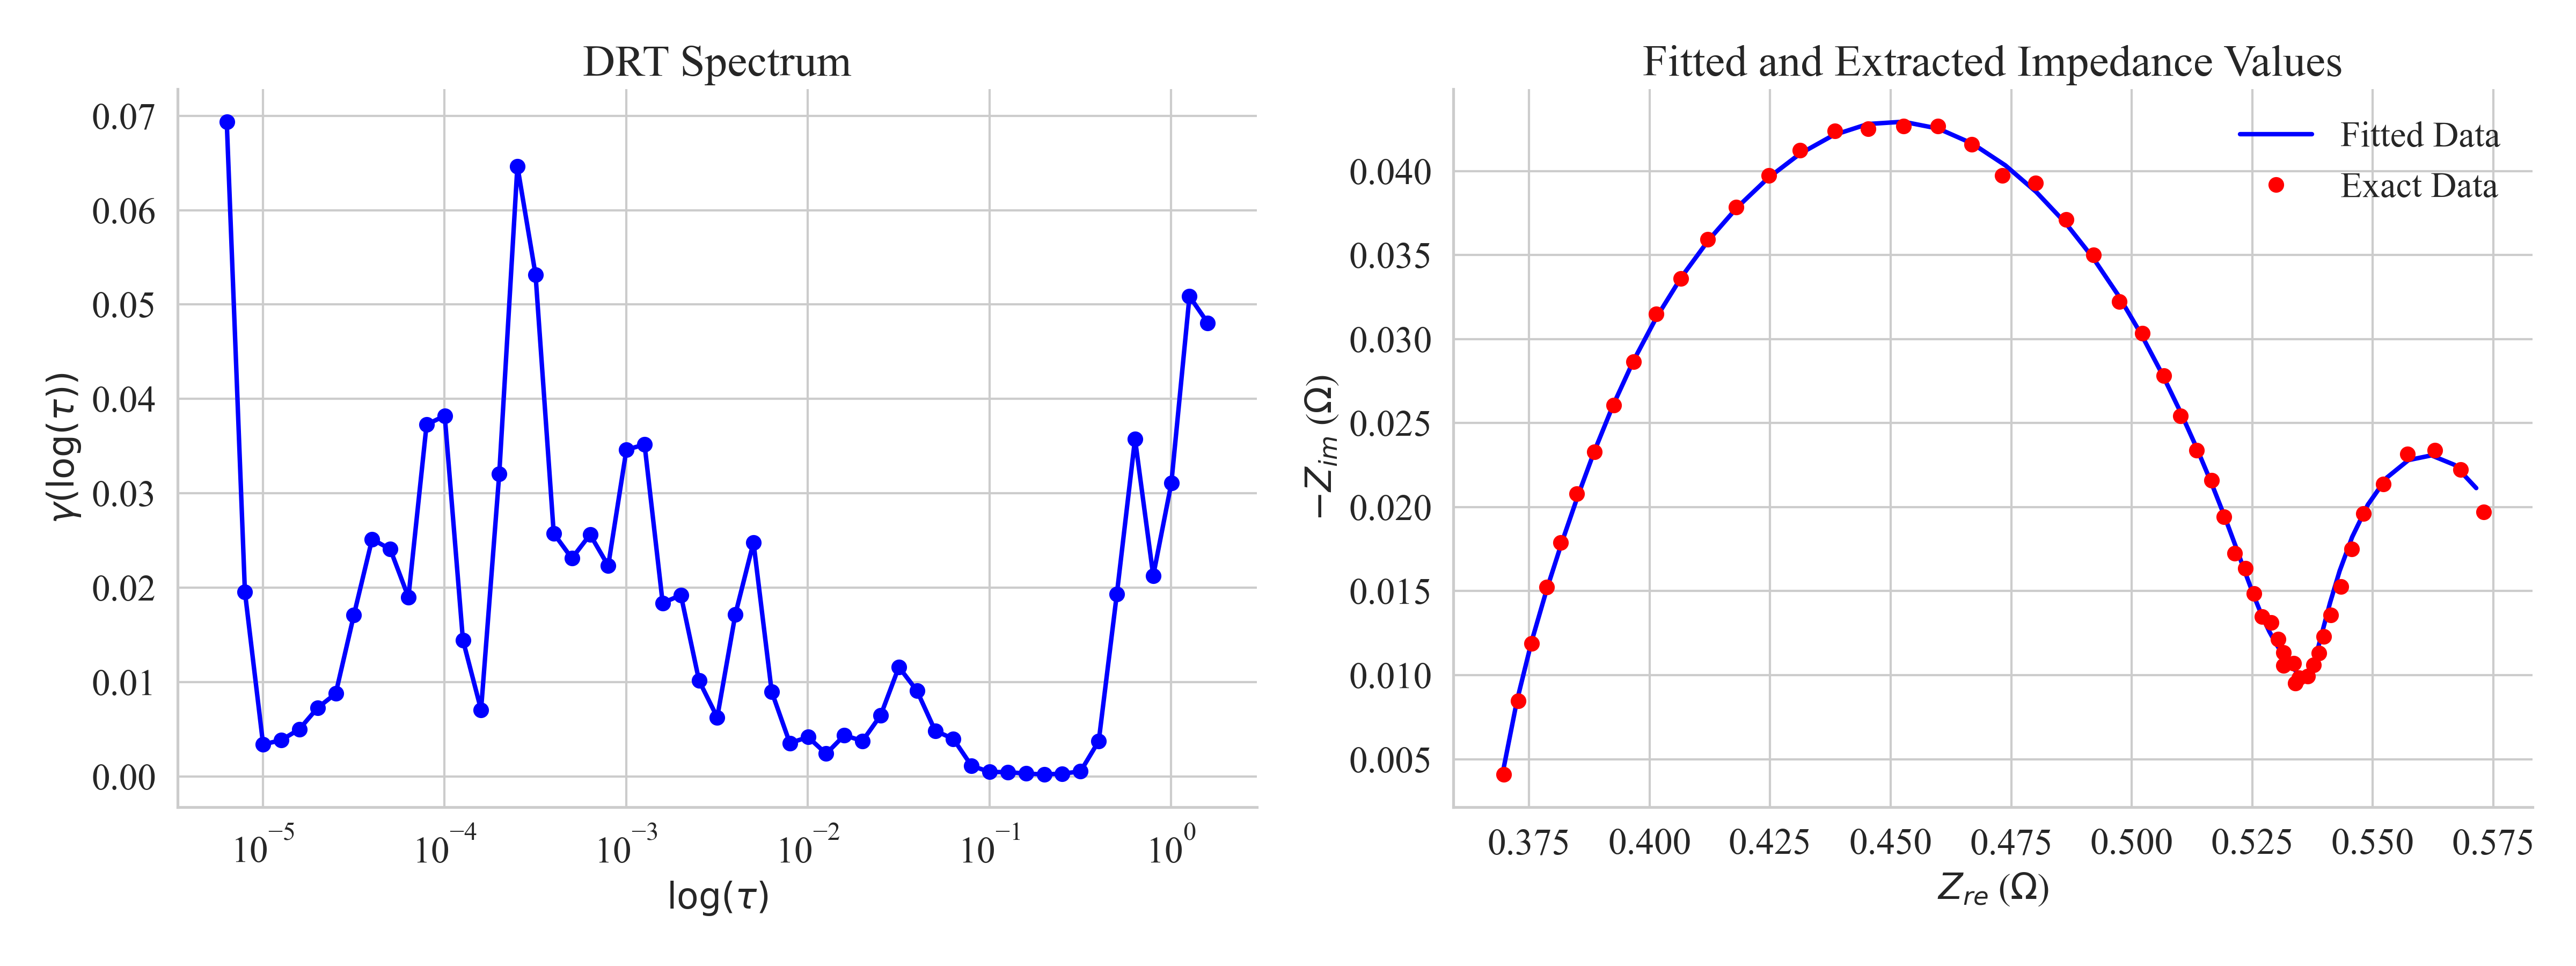 DRT Spectrum
0.07
0.06
0.05
0.04
0.03
0.02
0.01
0.00
γ(log(τ))
10⁻⁵ 10⁻⁴ 10⁻³ 10⁻² 10⁻¹ 10⁰
log(τ)
Fitted and Extracted Impedance Values
Fitted Data
Exact Data
0.040
0.035
0.030
0.025
0.020
0.015
0.010
0.005
−Z_im (Ω)
0.375 0.400 0.425 0.450 0.475 0.500 0.525 0.550 0.575
Z_re (Ω)